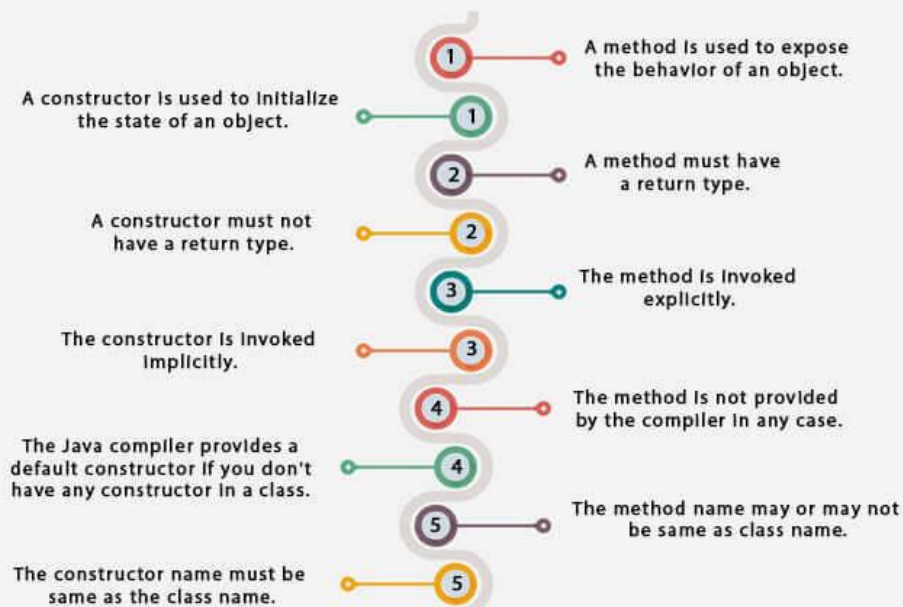 1
A method is used to expose
the behavior of an object.
A constructor is used to initialize
the state of an object.
1
2
A method must have
a return type.
A constructor must not
have a return type.
2
3
The method is invoked
explicitly.
The constructor is invoked
implicitly.
3
4
The method is not provided
by the compiler in any case.
The Java compiler provides a
default constructor if you don't
have any constructor in a class.
4
5
The method name may or may not
be same as class name.
The constructor name must be
same as the class name.
5